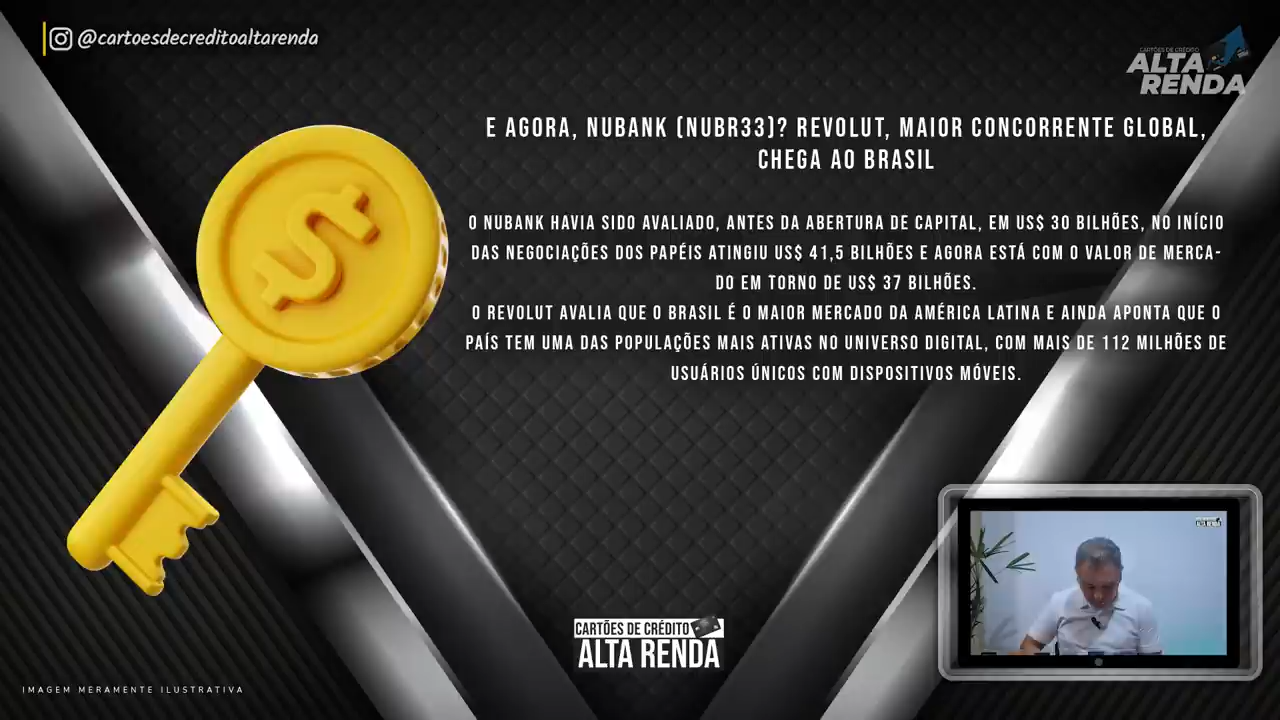 @cartoesdecreditoaltarenda
CARTÕES DE CRÉDITO
ALTA
RENDA
E AGORA, NUBANK (NUBR33)? REVOLUT, MAIOR CONCORRENTE GLOBAL,
CHEGA AO BRASIL
O NUBANK HAVIA SIDO AVALIADO, ANTES DA ABERTURA DE CAPITAL, EM US$ 30 BILHÕES, NO INÍCIO
DAS NEGOCIAÇÕES DOS PAPÉIS ATINGIU US$ 41,5 BILHÕES E AGORA ESTÁ COM O VALOR DE MERCA-
DO EM TORNO DE US$ 37 BILHÕES.
O REVOLUT AVALIA QUE O BRASIL É O MAIOR MERCADO DA AMÉRICA LATINA E AINDA APONTA QUE O
PAÍS TEM UMA DAS POPULAÇÕES MAIS ATIVAS NO UNIVERSO DIGITAL, COM MAIS DE 112 MILHÕES DE
USUÁRIOS ÚNICOS COM DISPOSITIVOS MÓVEIS.
ALTA RENDA
CARTÕES DE CRÉDITO
ALTA RENDA
IMAGEM MERAMENTE ILUSTRATIVA